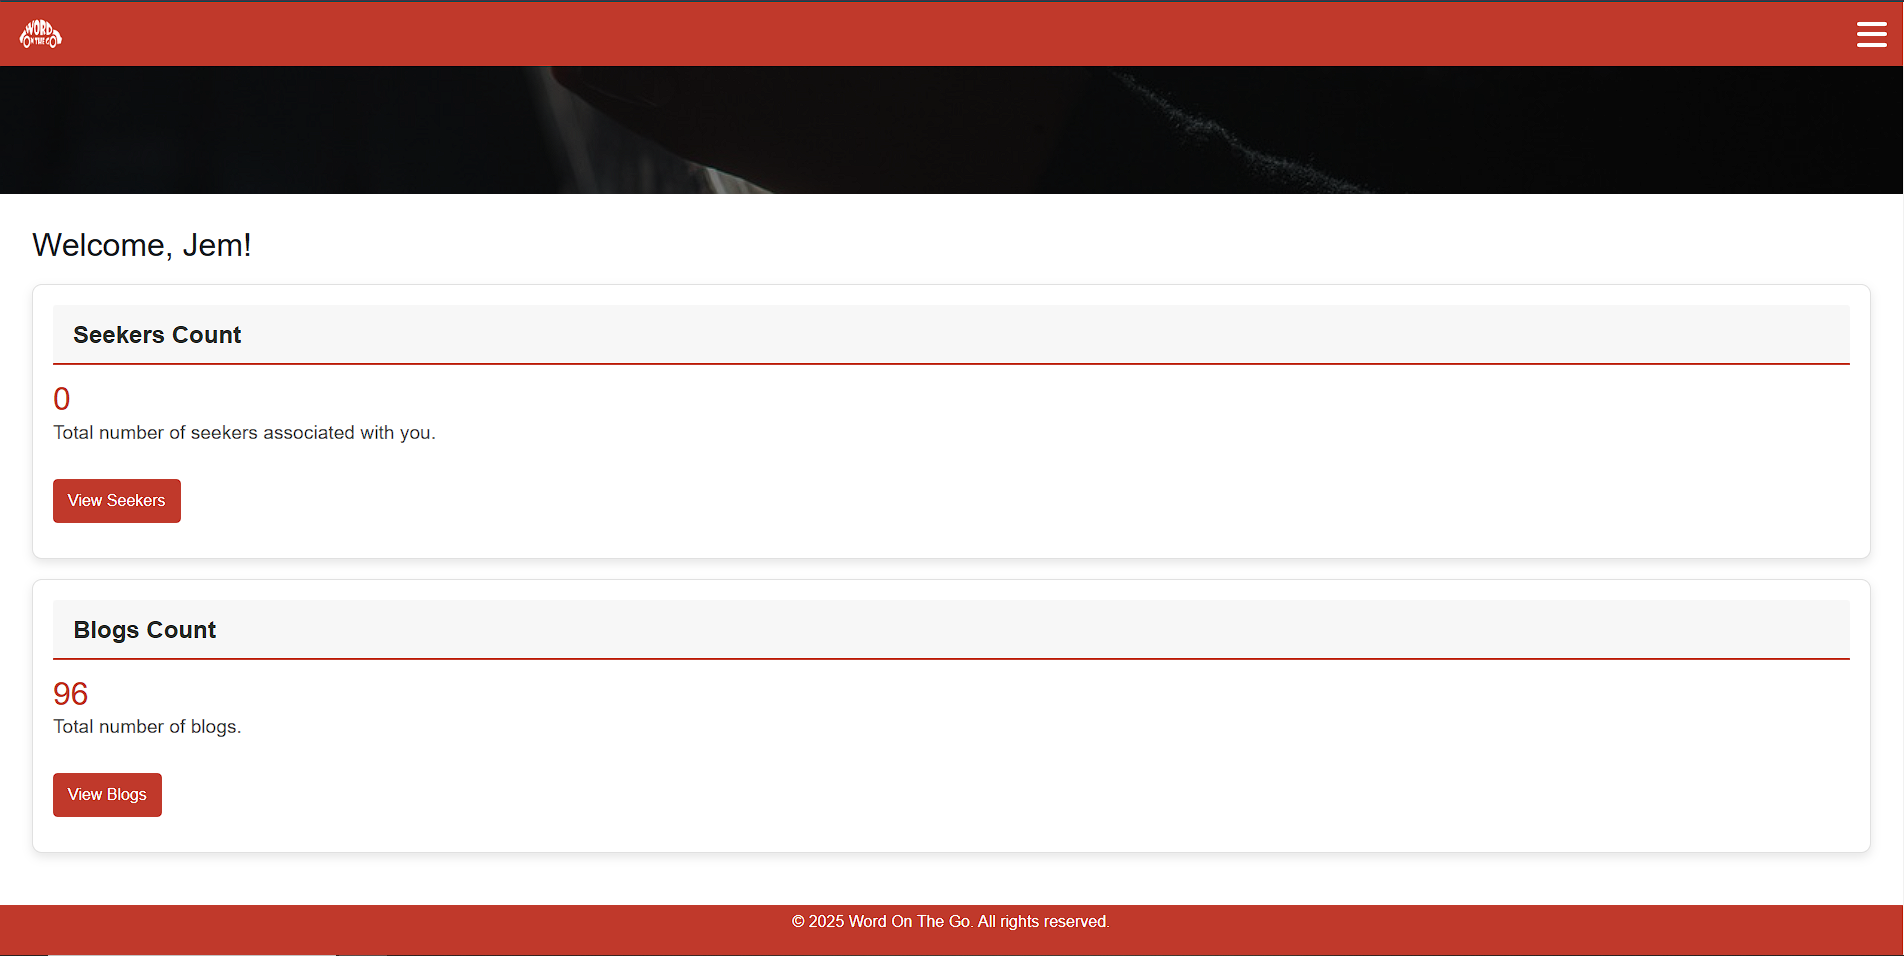 WORD
ON THE GO
Welcome, Jem!
Seekers Count
0
Total number of seekers associated with you.
View Seekers
Blogs Count
96
Total number of blogs.
View Blogs
© 2025 Word On The Go. All rights reserved.